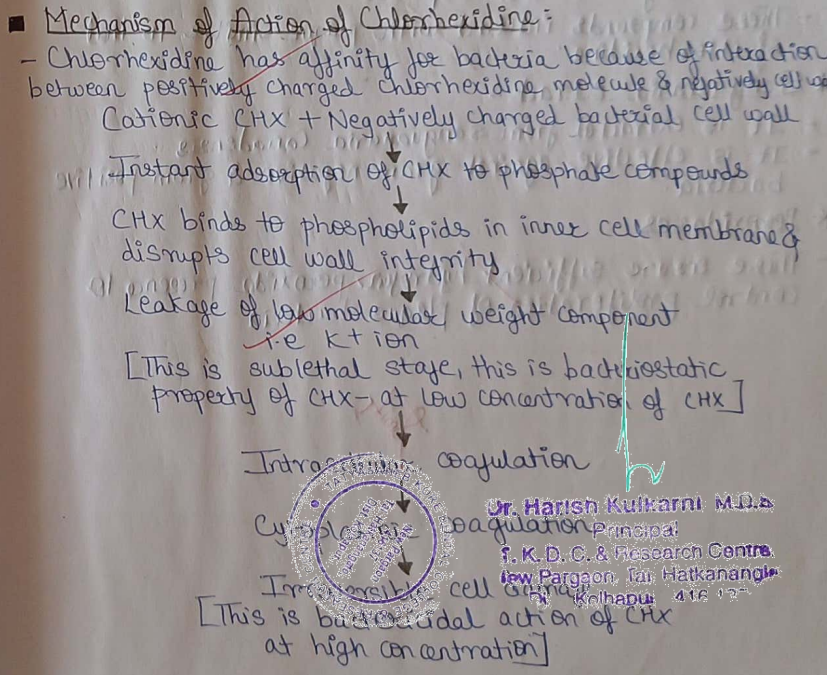 ■ Mechanism of Action of Chlorhexidine:
- Chlorhexidine has affinity for bacteria because of interaction
between positively charged chlorhexidine molecule & negatively cell
Cationic CHX + Negatively charged bacterial cell wall
↓
Instant adsorption of CHX to phosphate compounds
↓
CHX binds to phospholipids in inner cell membrane &
disrupts cell wall integrity
↓
Leakage of low molecular weight component
i.e K+ ion
[This is sublethal stage, this is bacteriostatic
property of CHX - at low concentration of CHX]
↓
coagulation
↓
Cytoplasmic coagulation
↓
Irreversible cell
[This is bactericidal action of CHX
at high concentration]
Dr. Harish Kulkarni M.D.S
Principal
T. K. D. C. & Research Centre,
New Pargaon, Tal Hatkanangle
Kolhapur 416